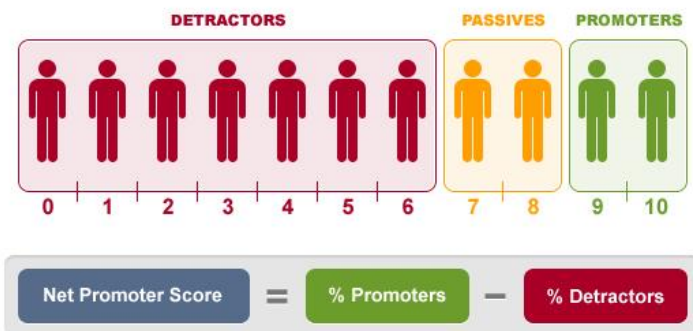 DETRACTORS PASSIVES PROMOTERS
0 1 2 3 4 5 6 7 8 9 10
Net Promoter Score = % Promoters − % Detractors